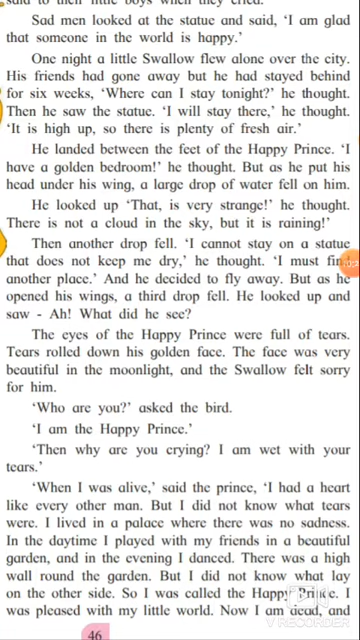 said to their little boys when they cried.
Sad men looked at the statue and said, ‘I am glad
that someone in the world is happy.’
One night a little Swallow flew alone over the city.
His friends had gone away but he had stayed behind
for six weeks, ‘Where can I stay tonight?’ he thought.
Then he saw the statue. ‘I will stay there,’ he thought.
‘It is high up, so there is plenty of fresh air.’
He landed between the feet of the Happy Prince. ‘I
have a golden bedroom!’ he thought. But as he put his
head under his wing, a large drop of water fell on him.
He looked up ‘That, is very strange!’ he thought.
There is not a cloud in the sky, but it is raining!’
Then another drop fell. ‘I cannot stay on a statue
that does not keep me dry,’ he thought. ‘I must find
another place.’ And he decided to fly away. But as he
opened his wings, a third drop fell. He looked up and
saw - Ah! What did he see?
The eyes of the Happy Prince were full of tears.
Tears rolled down his golden face. The face was very
beautiful in the moonlight, and the Swallow felt sorry
for him.
‘Who are you?’ asked the bird.
‘I am the Happy Prince.’
‘Then why are you crying? I am wet with your
tears.’
‘When I was alive,’ said the prince, ‘I had a heart
like every other man. But I did not know what tears
were. I lived in a palace where there was no sadness.
In the daytime I played with my friends in a beautiful
garden, and in the evening I danced. There was a high
wall round the garden. But I did not know what lay
on the other side. So I was called the Happy Prince. I
was pleased with my little world. Now I am dead, and
46
RECORDER